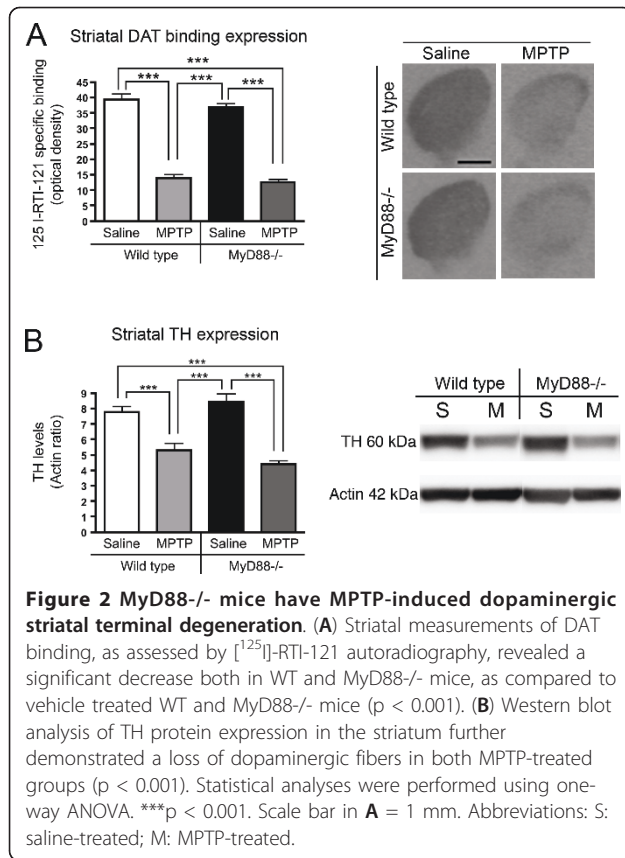 A
Striatal DAT binding expression
125 I-RTI-121 specific binding
(optical density)
45
40
35
30
25
20
15
10
5
0
***
*** *** ***
Saline MPTP Saline MPTP
Wild type MyD88-/-
Saline MPTP
Wild type
MyD88-/-
B
Striatal TH expression
TH levels
(Actin ratio)
9
8
7
6
5
4
3
2
1
0
***
*** *** ***
Saline MPTP Saline MPTP
Wild type MyD88-/-
Wild type MyD88-/-
S M S M
TH 60 kDa
Actin 42 kDa
Figure 2 MyD88-/- mice have MPTP-induced dopaminergic
striatal terminal degeneration. (A) Striatal measurements of DAT
binding, as assessed by [¹²⁵I]-RTI-121 autoradiography, revealed a
significant decrease both in WT and MyD88-/- mice, as compared to
vehicle treated WT and MyD88-/- mice (p < 0.001). (B) Western blot
analysis of TH protein expression in the striatum further
demonstrated a loss of dopaminergic fibers in both MPTP-treated
groups (p < 0.001). Statistical analyses were performed using one-
way ANOVA. ***p < 0.001. Scale bar in A = 1 mm. Abbreviations: S:
saline-treated; M: MPTP-treated.